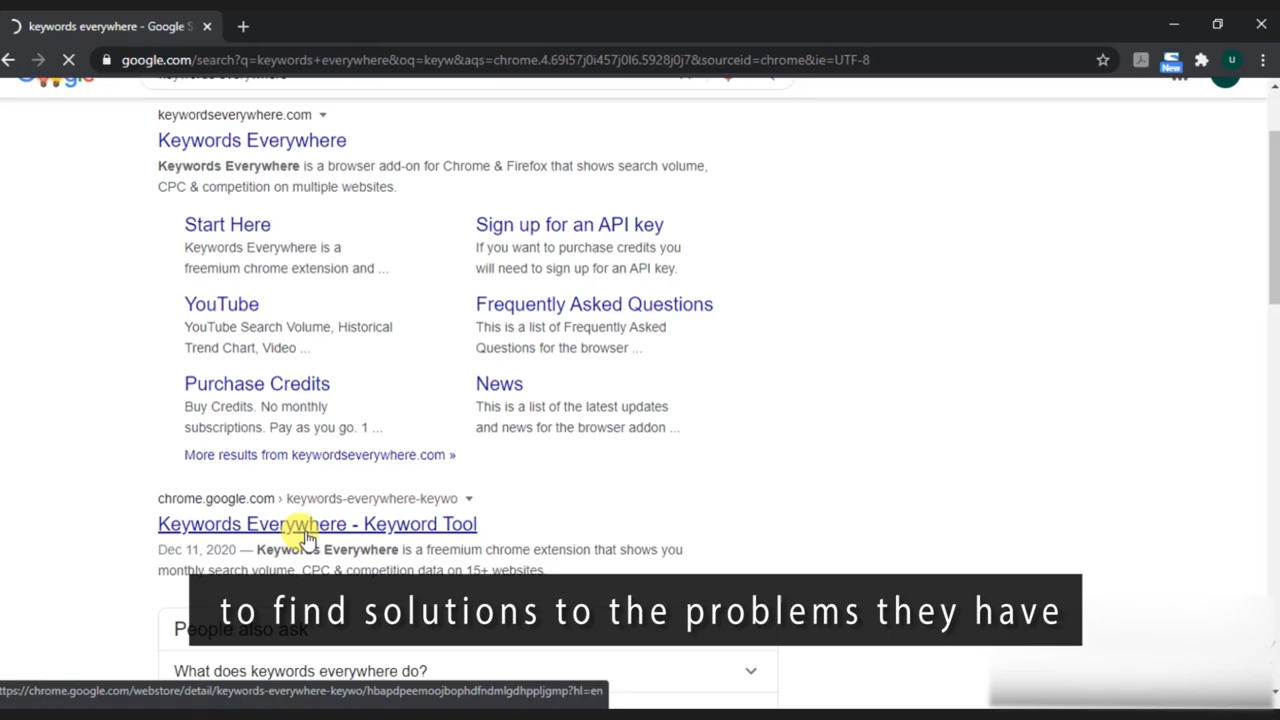 keywords everywhere - Google S
google.com/search?q=keywords+everywhere&oq=keyw&aqs=chrome.4.69i57j0i457j0l6.5928j0j7&sourceid=chrome&ie=UTF-8
New
u
keywordseverywhere.com
Keywords Everywhere
Keywords Everywhere is a browser add-on for Chrome & Firefox that shows search volume,
CPC & competition on multiple websites.
Start Here
Keywords Everywhere is a
freemium chrome extension and ...
Sign up for an API key
If you want to purchase credits you
will need to sign up for an API key.
YouTube
YouTube Search Volume, Historical
Trend Chart, Video ...
Frequently Asked Questions
This is a list of Frequently Asked
Questions for the browser ...
Purchase Credits
Buy Credits. No monthly
subscriptions. Pay as you go. 1 ...
News
This is a list of the latest updates
and news for the browser addon ...
More results from keywordseverywhere.com »
chrome.google.com › keywords-everywhere-keywo
Keywords Everywhere - Keyword Tool
Dec 11, 2020 — Keywords Everywhere is a freemium chrome extension that shows you
monthly search volume, CPC & competition data on 15+ websites.
to find solutions to the problems they have
People also ask
What does keywords everywhere do?
https://chrome.google.com/webstore/detail/keywords-everywhere-keywo/hbapdpeemoojbophdfndmlgdhppljgmp?hl=en